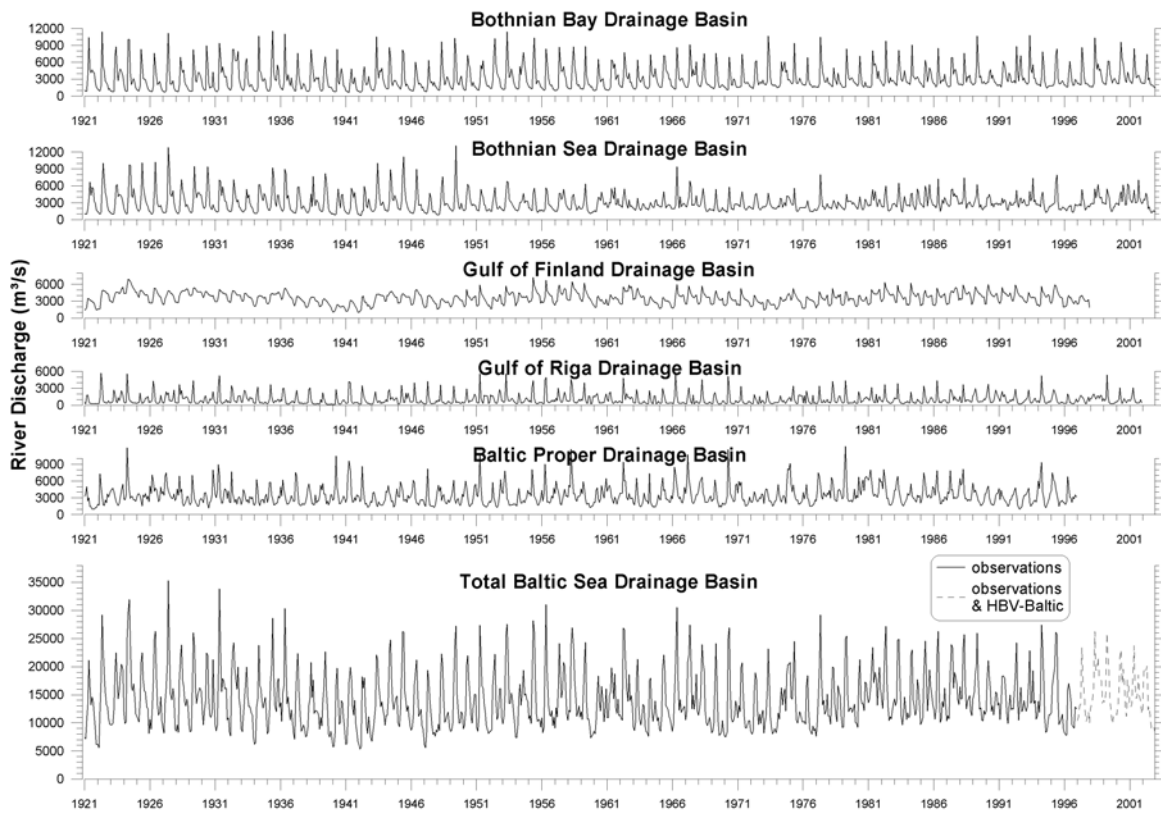 Bothnian Bay Drainage Basin
12000
9000
6000
3000
0
1921 1926 1931 1936 1941 1946 1951 1956 1961 1966 1971 1976 1981 1986 1991 1996 2001
Bothnian Sea Drainage Basin
12000
9000
6000
3000
0
1921 1926 1931 1936 1941 1946 1951 1956 1961 1966 1971 1976 1981 1986 1991 1996 2001
Gulf of Finland Drainage Basin
6000
3000
0
1921 1926 1931 1936 1941 1946 1951 1956 1961 1966 1971 1976 1981 1986 1991 1996 2001
Gulf of Riga Drainage Basin
6000
3000
0
1921 1926 1931 1936 1941 1946 1951 1956 1961 1966 1971 1976 1981 1986 1991 1996 2001
Baltic Proper Drainage Basin
9000
6000
3000
0
1921 1926 1931 1936 1941 1946 1951 1956 1961 1966 1971 1976 1981 1986 1991 1996 2001
Total Baltic Sea Drainage Basin
observations
observations
& HBV-Baltic
35000
30000
25000
20000
15000
10000
5000
0
1921 1926 1931 1936 1941 1946 1951 1956 1961 1966 1971 1976 1981 1986 1991 1996 2001
River Discharge (m³/s)